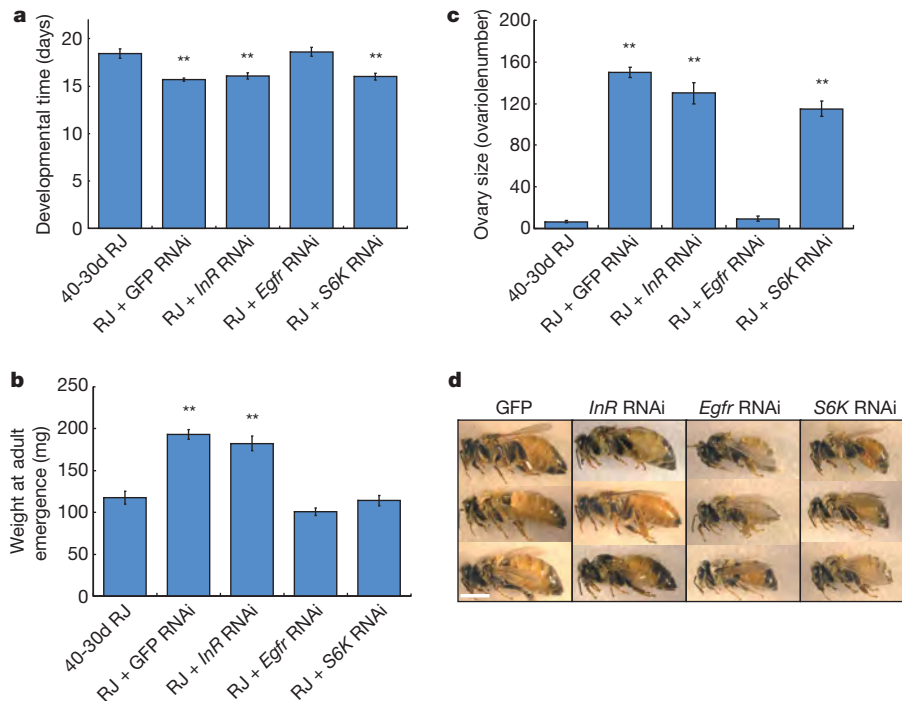 a
Developmental time (days)
20
15
10
5
0
** ** **
40-30d RJ
RJ + GFP RNAi
RJ + InR RNAi
RJ + Egfr RNAi
RJ + S6K RNAi
b
Weight at adult
emergence (mg)
250
200
150
100
50
0
** **
40-30d RJ
RJ + GFP RNAi
RJ + InR RNAi
RJ + Egfr RNAi
RJ + S6K RNAi
c
Ovary size (ovariolenumber)
200
160
120
80
40
0
** ** **
40-30d RJ
RJ + GFP RNAi
RJ + InR RNAi
RJ + Egfr RNAi
RJ + S6K RNAi
d
GFP InR RNAi Egfr RNAi S6K RNAi